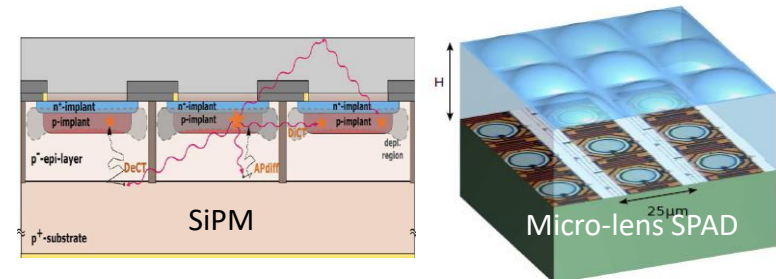 n⁺-implant
n⁺-implant
n⁺-implant
p-implant
p-implant
p-implant
DiCT
p⁻-epi-layer
DeCT
APdiff
depl.
region
SiPM
p⁺-substrate
H
25µm
Micro-lens SPAD